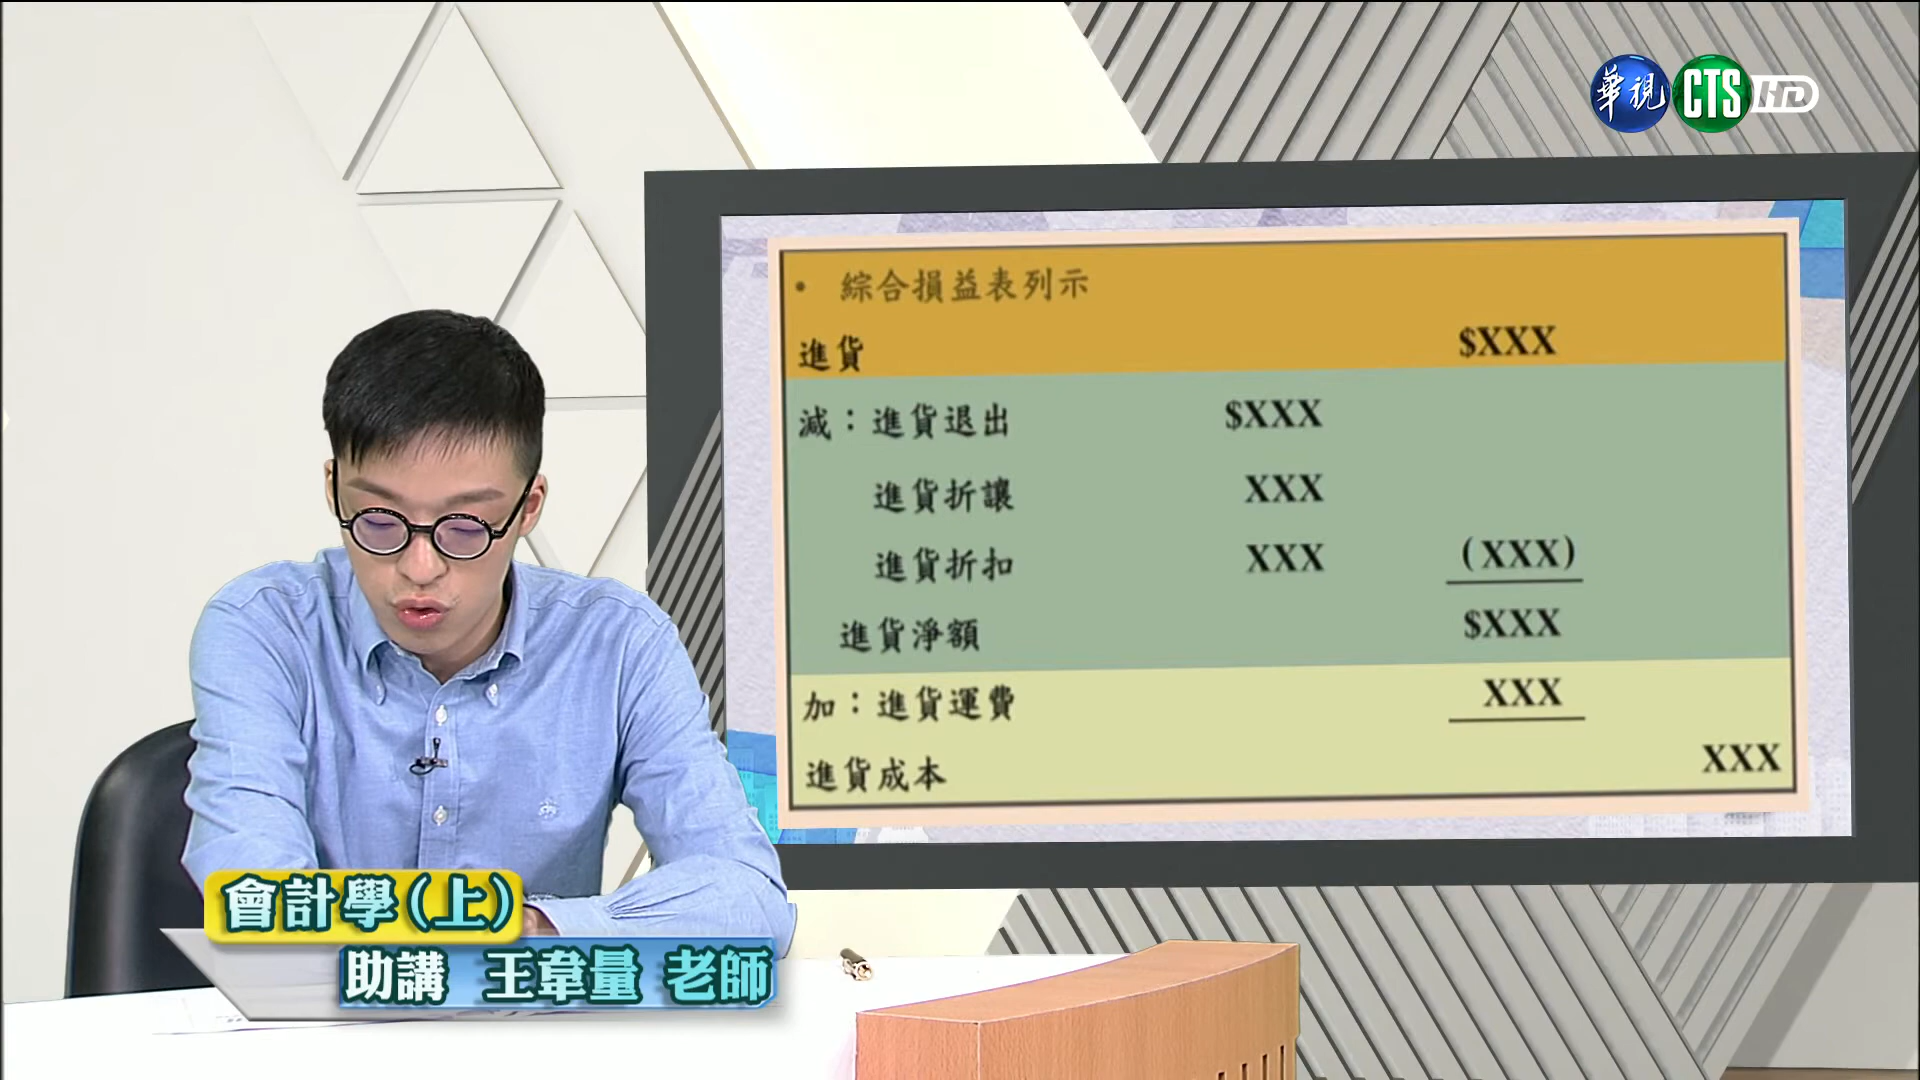 華視 CTS HD
• 綜合損益表列示
進貨 $XXX
減：進貨退出 $XXX
進貨折讓 XXX
進貨折扣 XXX (XXX)
進貨淨額 $XXX
加：進貨運費 XXX
進貨成本 XXX
會計學(上)
助講 王韋量 老師